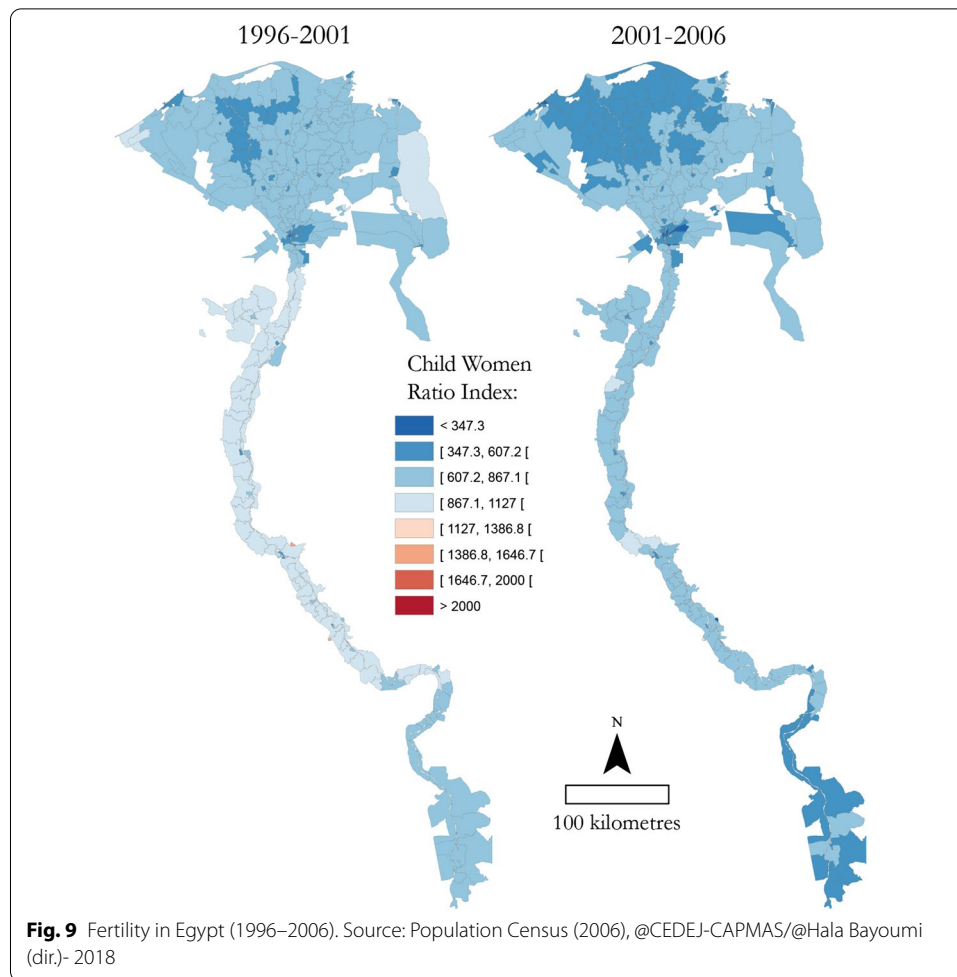 1996-2001
2001-2006
Child Women
Ratio Index:
< 347.3
[ 347.3, 607.2 [
[ 607.2, 867.1 [
[ 867.1, 1127 [
[ 1127, 1386.8 [
[ 1386.8, 1646.7 [
[ 1646.7, 2000 [
> 2000
N
100 kilometres
Fig. 9 Fertility in Egypt (1996–2006). Source: Population Census (2006), @CEDEJ-CAPMAS/@Hala Bayoumi
(dir.)- 2018